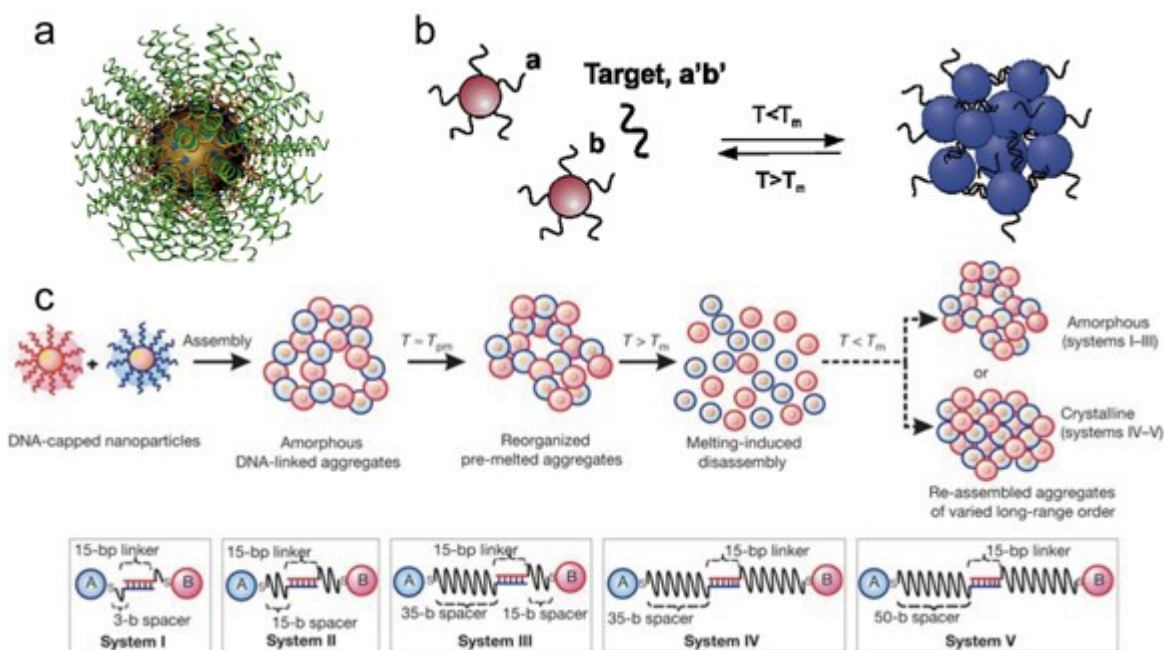 a
b
a
Target, a'b'
b
T<Tm
T>Tm
c
Assembly
T = Tpm
T > Tm
T < Tm
Amorphous
(systems I–III)
or
Crystalline
(systems IV–V)
DNA-capped nanoparticles
Amorphous
DNA-linked aggregates
Reorganized
pre-melted aggregates
Melting-induced
disassembly
Re-assembled aggregates
of varied long-range order
15-bp linker
A
S
S
B
3-b spacer
System I
15-bp linker
A
S
S
B
15-b spacer
System II
15-bp linker
A
S
S
B
35-b spacer
15-b spacer
System III
15-bp linker
A
S
S
B
35-b spacer
System IV
15-bp linker
A
S
S
B
50-b spacer
System V